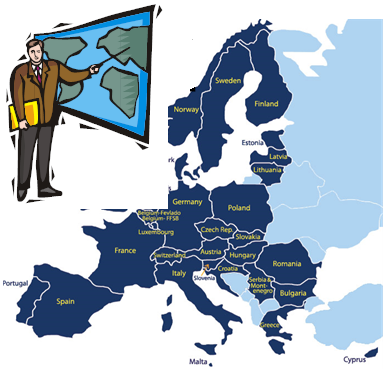 Sweden
Finland
Norway
Estonia
Latvia
Lithuania
rk
Germany
Poland
Belgium-Fevlado
Belgium- FFSB
Luxembourg
Czech Rep.
Slovakia
France
Switzerland
Austria
Hungary
Romania
Italy
Slovenia
Croatia
Serbia &
Mont-
enegro
Bulgaria
Portugal
Spain
Greece
Malta
Cyprus